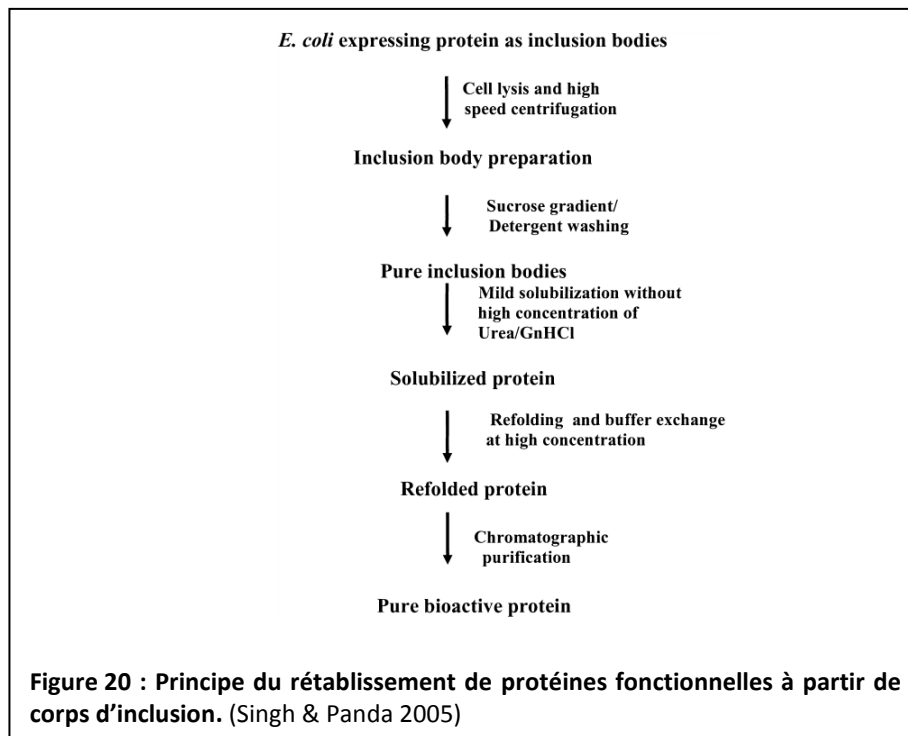 E. coli expressing protein as inclusion bodies
Cell lysis and high
speed centrifugation
Inclusion body preparation
Sucrose gradient/
Detergent washing
Pure inclusion bodies
Mild solubilization without
high concentration of
Urea/GnHCl
Solubilized protein
Refolding and buffer exchange
at high concentration
Refolded protein
Chromatographic
purification
Pure bioactive protein
Figure 20 : Principe du rétablissement de protéines fonctionnelles à partir de
corps d'inclusion. (Singh & Panda 2005)